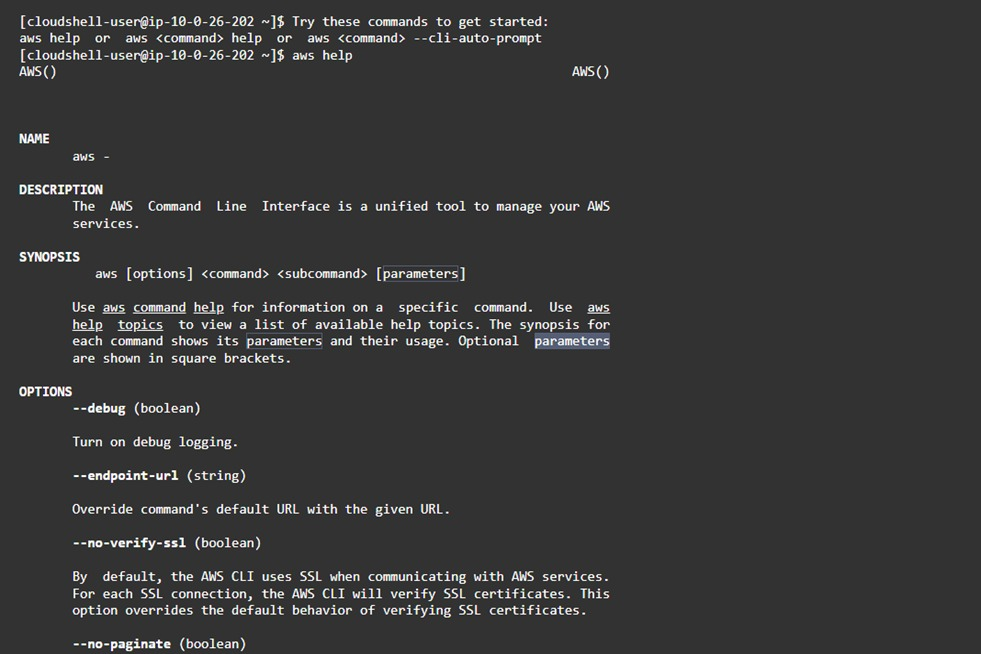 [cloudshell-user@ip-10-0-26-202 ~]$ Try these commands to get started:
aws help  or  aws <command> help  or  aws <command> --cli-auto-prompt
[cloudshell-user@ip-10-0-26-202 ~]$ aws help
AWS()                                                                    AWS()
NAME
aws -
DESCRIPTION
The  AWS  Command  Line  Interface is a unified tool to manage your AWS
services.
SYNOPSIS
aws [options] <command> <subcommand> [parameters]
Use aws command help for information on a  specific  command.  Use  aws
help  topics  to view a list of available help topics. The synopsis for
each command shows its parameters and their usage. Optional  parameters
are shown in square brackets.
OPTIONS
--debug (boolean)
Turn on debug logging.
--endpoint-url (string)
Override command's default URL with the given URL.
--no-verify-ssl (boolean)
By  default, the AWS CLI uses SSL when communicating with AWS services.
For each SSL connection, the AWS CLI will verify SSL certificates. This
option overrides the default behavior of verifying SSL certificates.
--no-paginate (boolean)